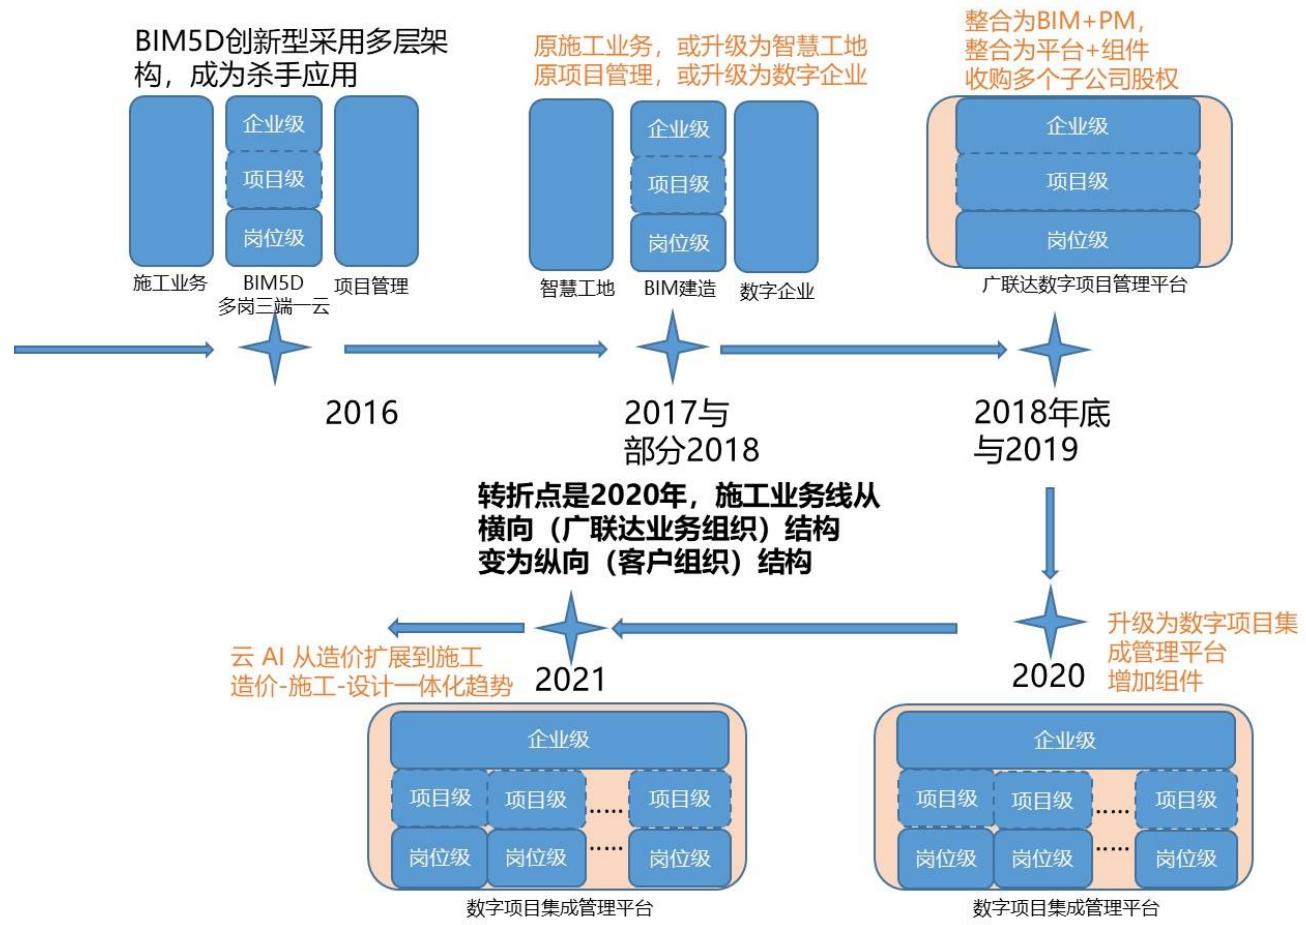 BIM5D创新型采用多层架
构，成为杀手应用
企业级
项目级
岗位级
施工业务
BIM5D
多岗三端一云
项目管理
2016
原施工业务，或升级为智慧工地
原项目管理，或升级为数字企业
企业级
项目级
岗位级
智慧工地
BIM建造
数字企业
2017与
部分2018
整合为BIM+PM，
整合为平台+组件
收购多个子公司股权
企业级
项目级
岗位级
广联达数字项目管理平台
2018年底
与2019
转折点是2020年，施工业务线从
横向（广联达业务组织）结构
变为纵向（客户组织）结构
升级为数字项目集
成管理平台
增加组件
2020
企业级
项目级 项目级 …… 项目级
岗位级 岗位级 …… 岗位级
数字项目集成管理平台
云 AI 从造价扩展到施工
造价-施工-设计一体化趋势
2021
企业级
项目级 项目级 …… 项目级
岗位级 岗位级 …… 岗位级
数字项目集成管理平台